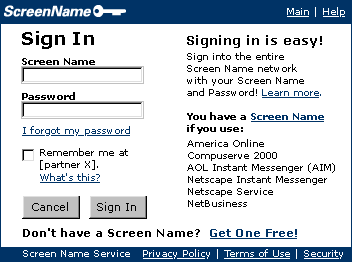 ScreenName
Main | Help
Sign In
Screen Name
Password
I forgot my password
Remember me at
[partner X].
What's this?
Cancel
Sign In
Signing in is easy!
Sign into the entire
Screen Name network
with your Screen Name
and Password! Learn more.
You have a Screen Name
if you use:
America Online
Compuserve 2000
AOL Instant Messenger (AIM)
Netscape Instant Messenger
Netscape Service
NetBusiness
Don't have a Screen Name? Get One Free!
Screen Name Service Privacy Policy | Terms of Use | Security